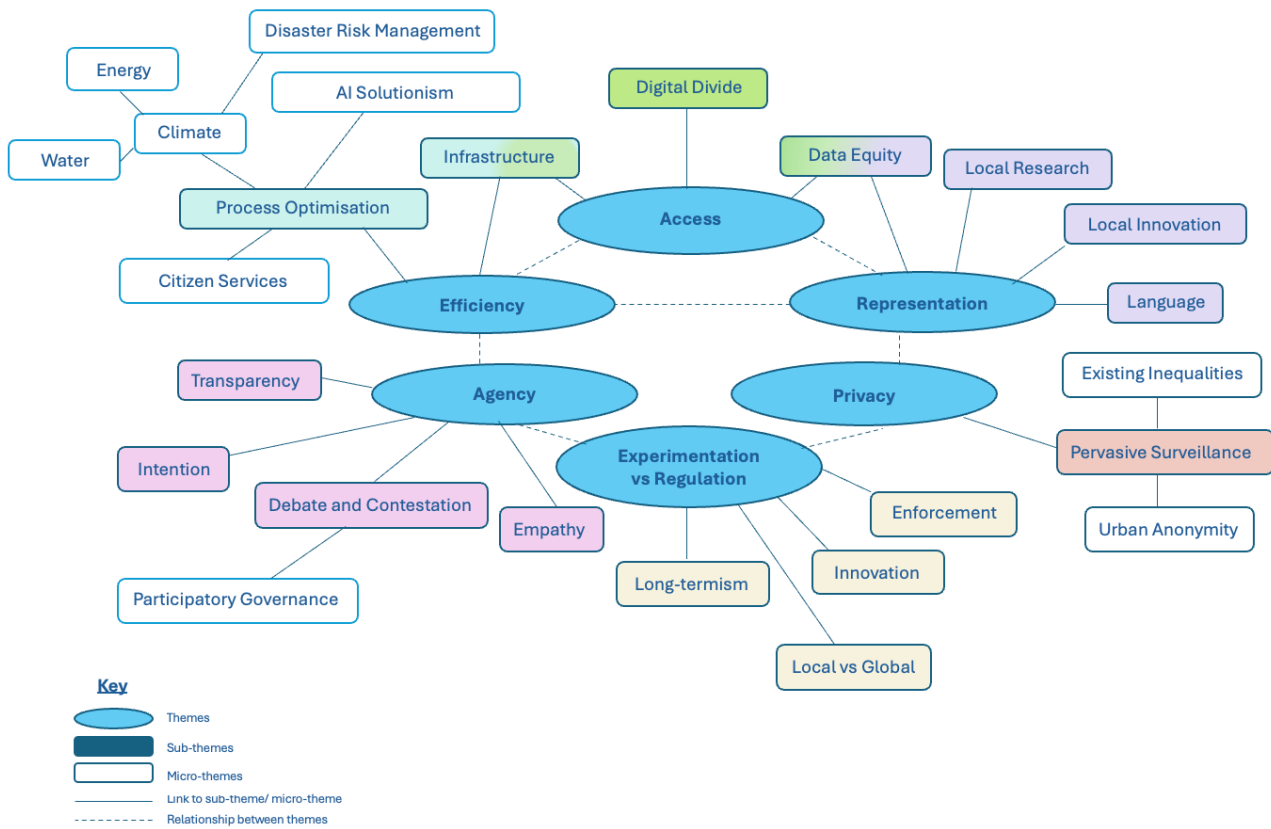 Disaster Risk Management
Energy
AI Solutionism
Digital Divide
Climate
Water
Infrastructure
Data Equity
Local Research
Process Optimisation
Access
Local Innovation
Citizen Services
Efficiency
Representation
Language
Transparency
Agency
Privacy
Existing Inequalities
Experimentation
vs Regulation
Pervasive Surveillance
Intention
Debate and Contestation
Empathy
Enforcement
Urban Anonymity
Innovation
Long-termism
Participatory Governance
Local vs Global
Key
Themes
Sub-themes
Micro-themes
Link to sub-theme/ micro-theme
Relationship between themes